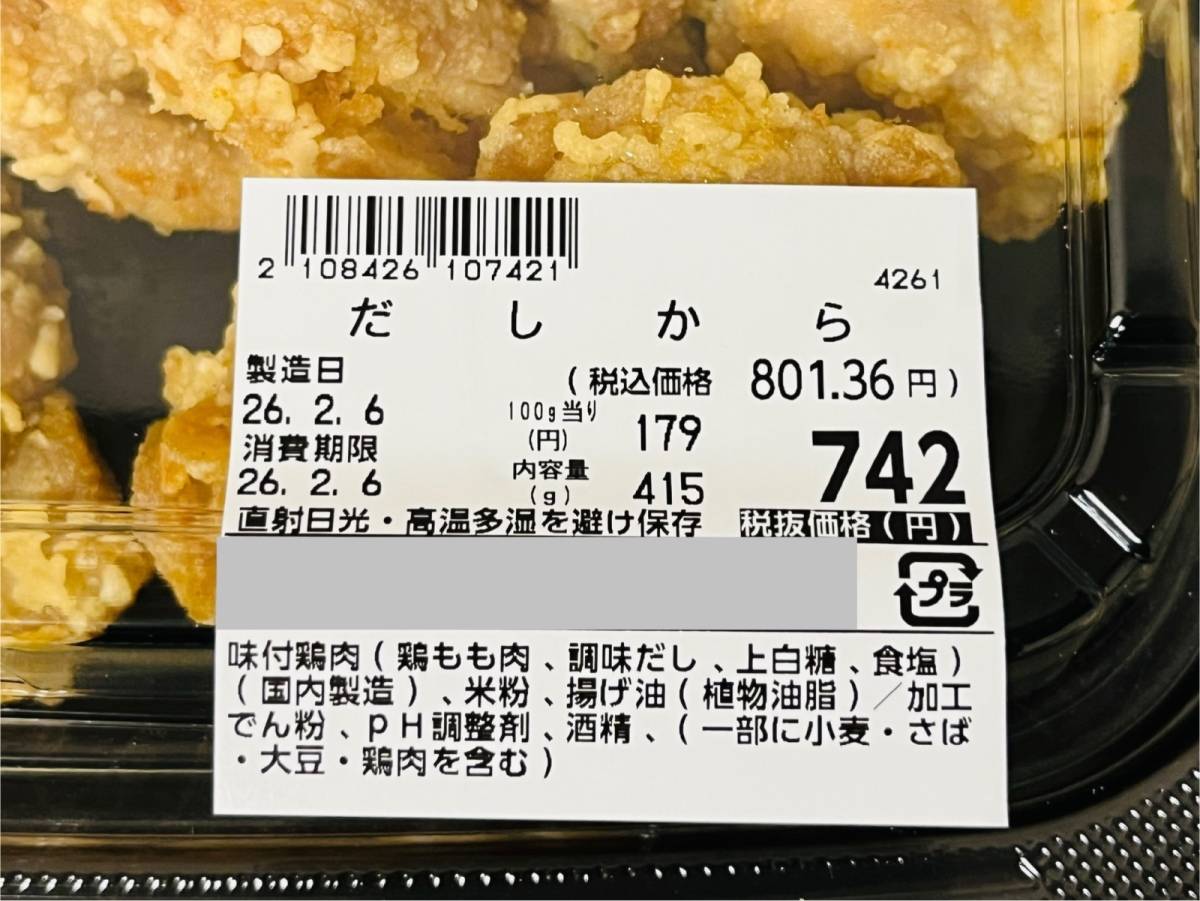 2 108426 107421
4261
だしから
製造日
(税込価格 801.36円)
26. 2. 6
100g当り
(円) 179
742
消費期限
内容量
(g) 415
26. 2. 6
直射日光・高温多湿を避け保存
税抜価格(円)
プラ
味付鶏肉(鶏もも肉、調味だし、上白糖、食塩)
(国内製造)、米粉、揚げ油(植物油脂)/加工
でん粉、pH調整剤、酒精、(一部に小麦・さば
・大豆・鶏肉を含む)